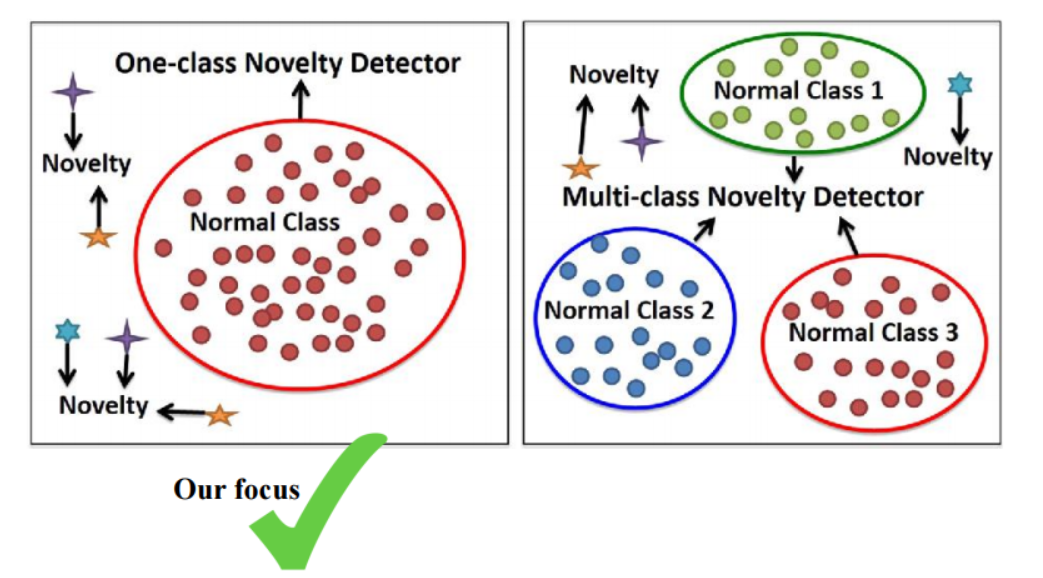 One-class Novelty Detector
Novelty
Normal Class
Novelty
Novelty
Normal Class 1
Novelty
Multi-class Novelty Detector
Normal Class 2
Normal Class 3
Our focus